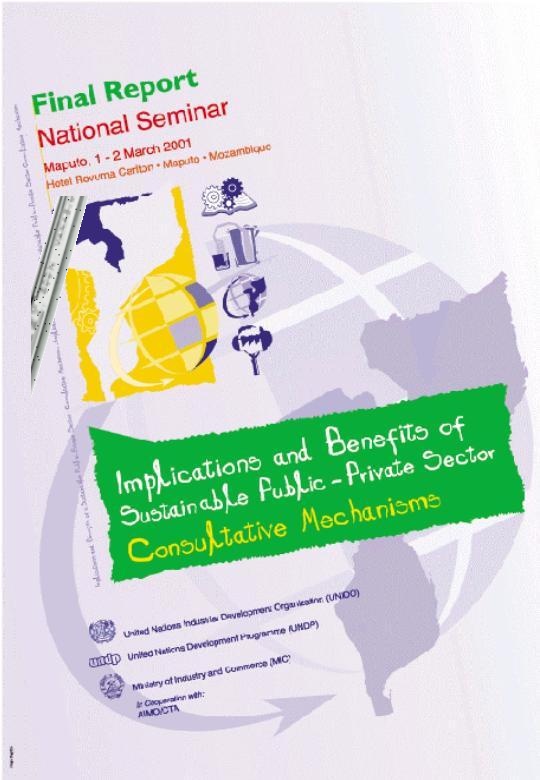 Final Report
National Seminar
Maputo, 1 - 2 March 2001
Hotel Rovuma Carlton • Maputo • Mozambique
Implications and Benefits of
Sustainable Public - Private Sector
Consultative Mechanisms
United Nations Industrial Development Organization (UNIDO)
undp United Nations Development Programme (UNDP)
Ministry of Industry and Commerce (MIC)
In Cooperation with:
AIMO/CTA